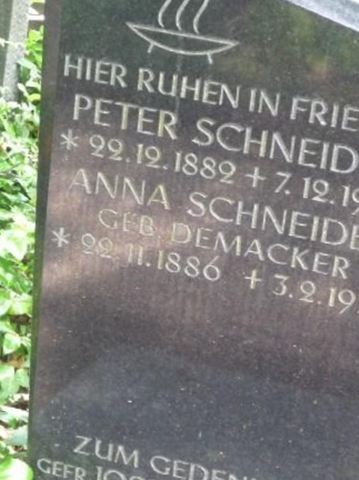 HIER RUHEN IN FRIE
PETER SCHNEID
* 22.12.1882 + 7.12.19
ANNA SCHNEIDE
GEB. DEMACKER
* 22.11.1886 + 3.2.19
ZUM GEDEN
GEFR